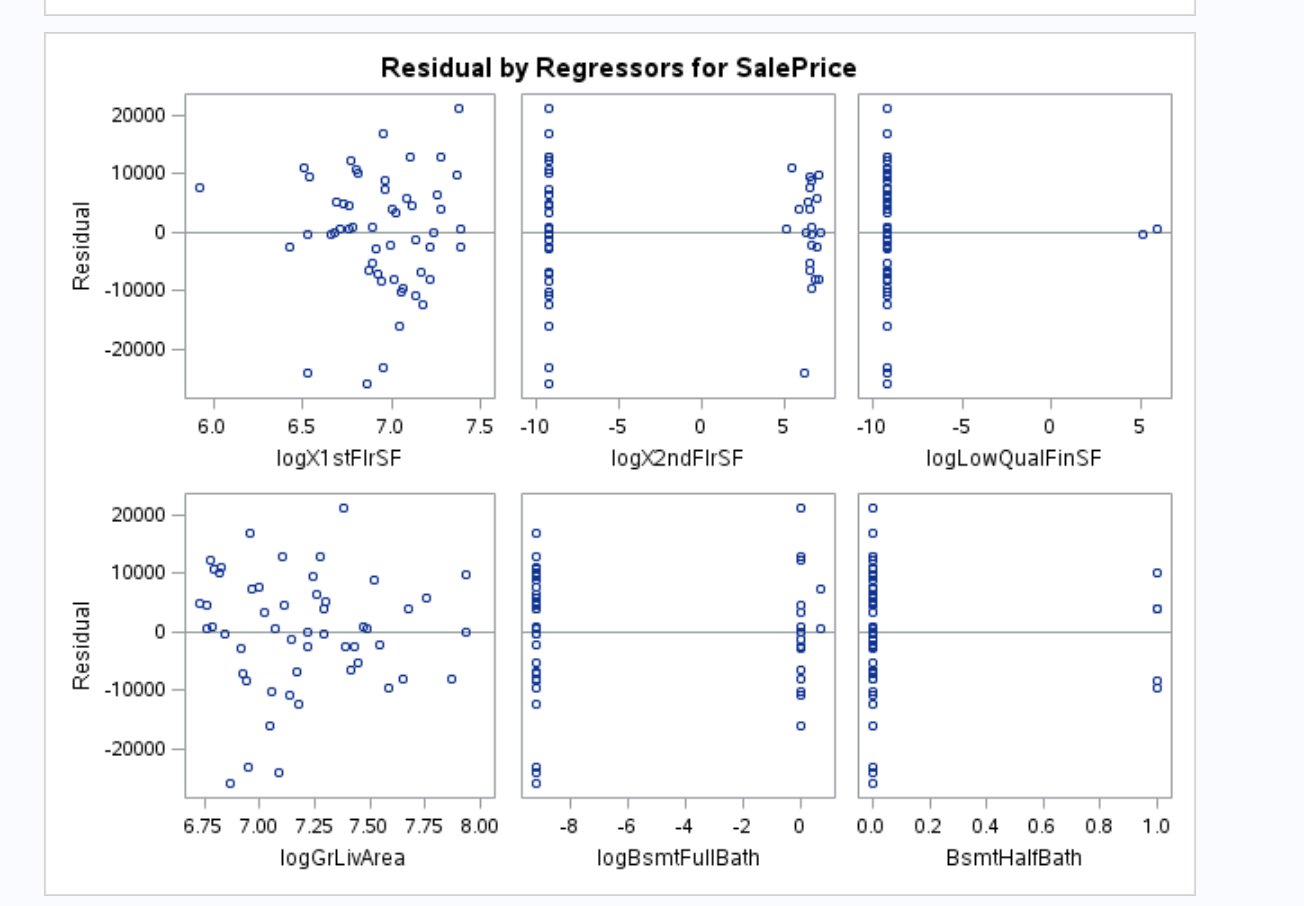 Residual by Regressors for SalePrice
20000
10000
0
-10000
-20000
Residual
6.0 6.5 7.0 7.5
logX1stFlrSF
-10 -5 0 5
logX2ndFlrSF
-10 -5 0 5
logLowQualFinSF
20000
10000
0
-10000
-20000
Residual
6.75 7.00 7.25 7.50 7.75 8.00
logGrLivArea
-8 -6 -4 -2 0
logBsmtFullBath
0.0 0.2 0.4 0.6 0.8 1.0
BsmtHalfBath